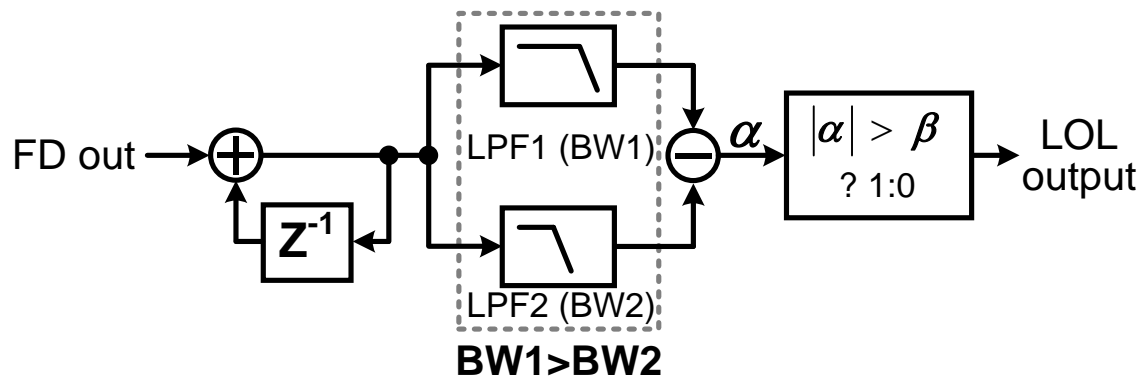 FD out
+
Z-1
LPF1 (BW1)
LPF2 (BW2)
BW1>BW2
−
α
|α| > β
? 1:0
LOL
output